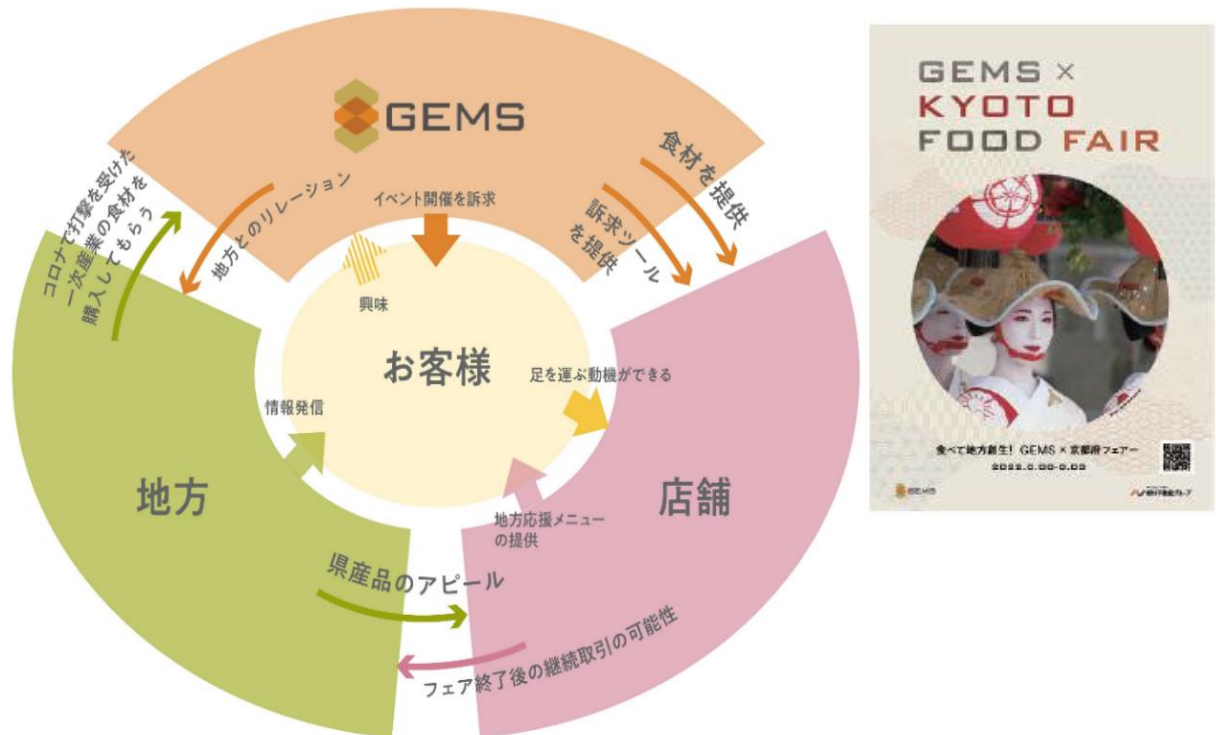 GEMS
コロナで打撃を受けた
一次産業の食材を
購入してもらう
地方とのリレーション
イベント開催を訴求
訴求ツール
を提供
食材を提供
興味
お客様
足を運ぶ動機ができる
情報発信
地方
店舗
地方応援メニュー
の提供
県産品のアピール
フェア終了後の継続取引の可能性
GEMS ×
KYOTO
FOOD FAIR
食べて地方創生! GEMS × 京都府フェアー
GEMS